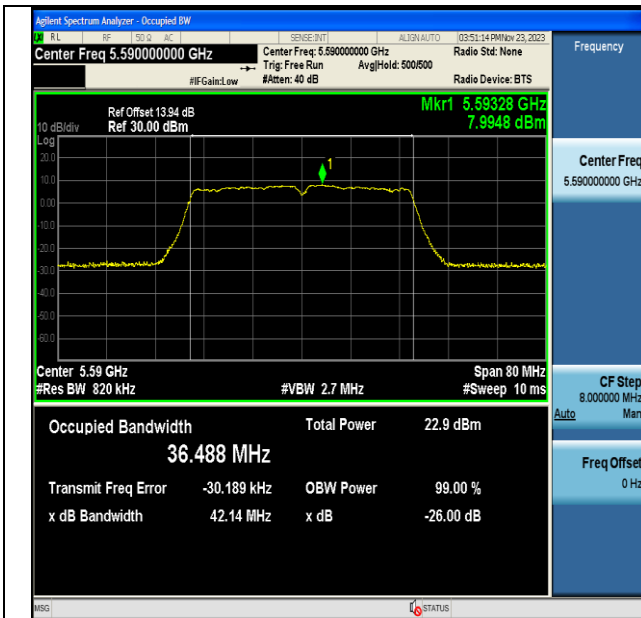 Agilent Spectrum Analyzer - Occupied BW
RL RF 50 Ω AC SENSE:INT ALIGN AUTO 03:51:14 PM Nov 23, 2023
Center Freq 5.590000000 GHz Center Freq: 5.590000000 GHz Radio Std: None
Trig: Free Run Avg|Hold: 500/500
#IFGain:Low #Atten: 40 dB Radio Device: BTS
Frequency
Mkr1 5.59328 GHz
7.9948 dBm
Ref Offset 13.94 dB
10 dB/div Ref 30.00 dBm
Log
20.0
10.0
0.00
-10.0
-20.0
-30.0
-40.0
-50.0
-60.0
1
Center 5.59 GHz Span 80 MHz
#Res BW 820 kHz #VBW 2.7 MHz #Sweep 10 ms
Center Freq
5.590000000 GHz
CF Step
8.000000 MHz
Auto Man
Freq Offset
0 Hz
Occupied Bandwidth Total Power 22.9 dBm
36.488 MHz
Transmit Freq Error -30.189 kHz OBW Power 99.00 %
x dB Bandwidth 42.14 MHz x dB -26.00 dB
MSG STATUS